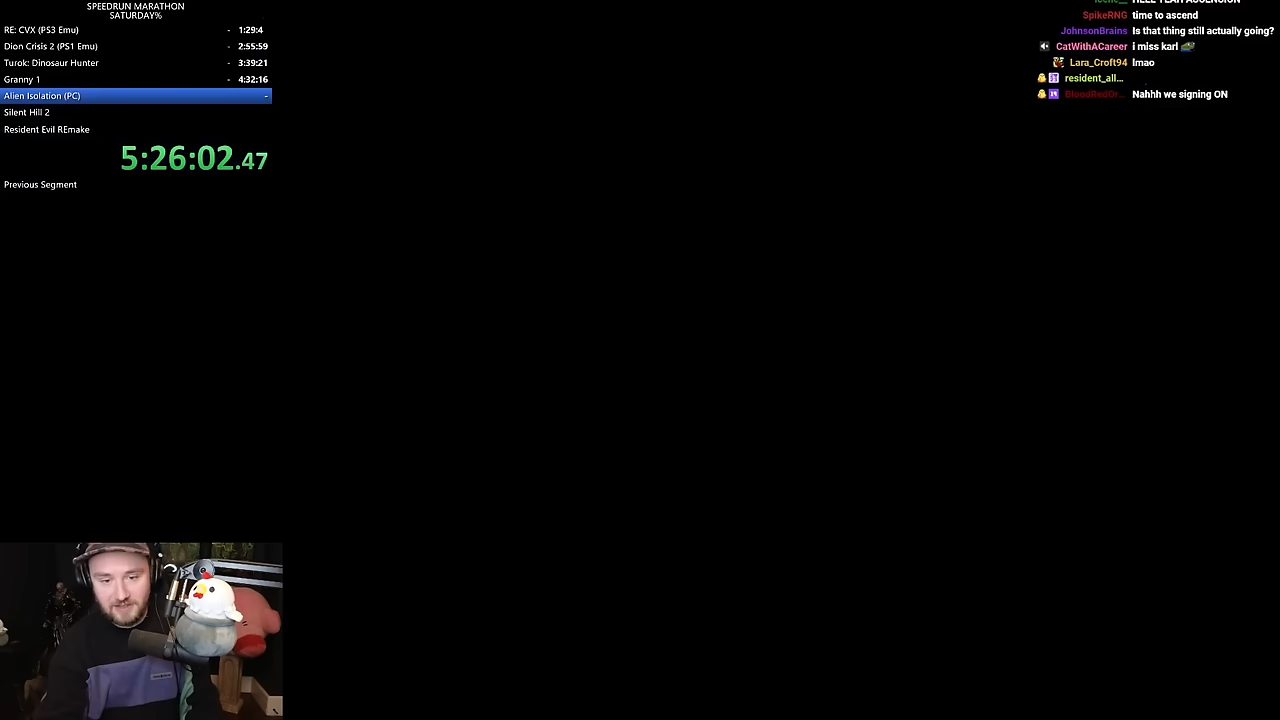 SPEEDRUN MARATHON
SATURDAY%
RE: CVX (PS3 Emu) - 1:29:4
Dion Crisis 2 (PS1 Emu) - 2:55:59
Turok: Dinosaur Hunter - 3:39:21
Granny 1 - 4:32:16
Alien Isolation (PC) -
Silent Hill 2
Resident Evil REmake
5:26:02.47
Previous Segment
SpikeRNG time to ascend
JohnsonBrains Is that thing still actually going?
CatWithACareer i miss karl
Lara_Croft94 lmao
resident_all...
BloodRedOr... Nahhh we signing ON